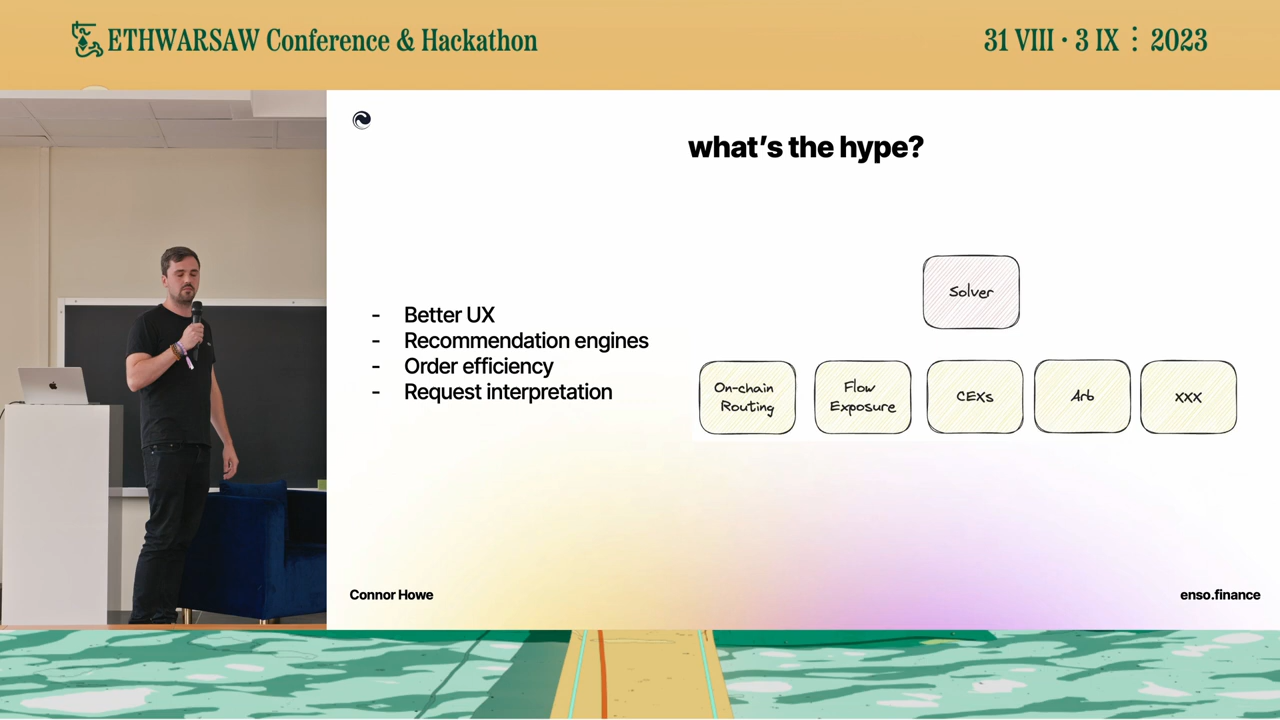 ETHWARSAW Conference & Hackathon
31 VIII · 3 IX ⋮ 2023
what's the hype?
- Better UX
- Recommendation engines
- Order efficiency
- Request interpretation
Solver
On-chain
Routing
Flow
Exposure
CEXs
Arb
XXX
Connor Howe
enso.finance